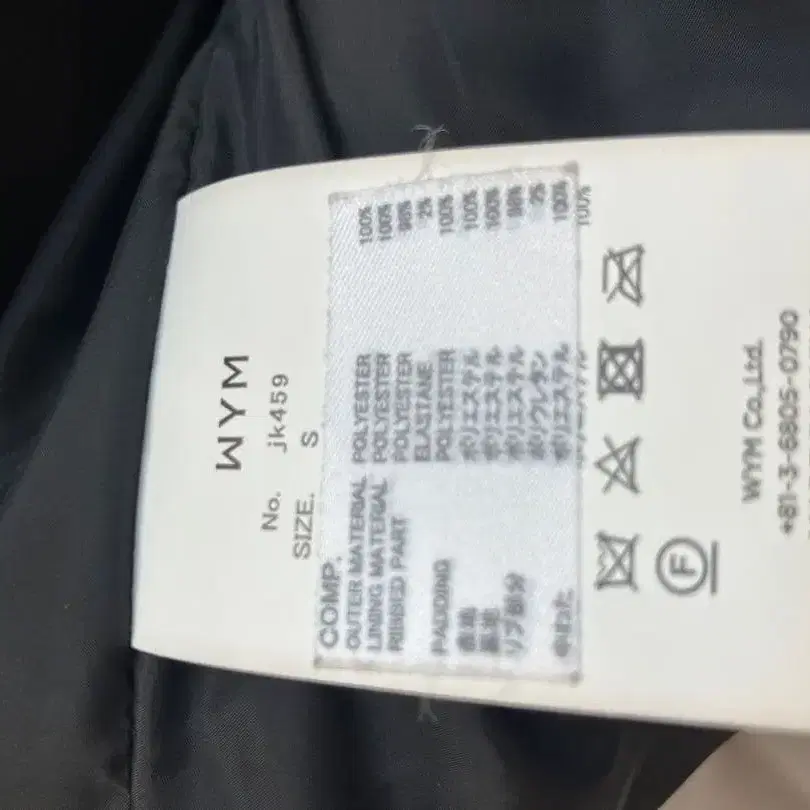 WYM
No. jk459
SIZE. S
COMP.
OUTER MATERIAL POLYESTER 100%
LINING MATERIAL POLYESTER 100%
RIBBED PART POLYESTER 98%
ELASTANE 2%
PADDING POLYESTER 100%
表地 ポリエステル 100%
裏地 ポリエステル 100%
リブ部分 ポリエステル 98%
ポリウレタン 2%
中わた ポリエステル 100%
100%
F
WYM Co.,Ltd.
+81-3-6805-0790